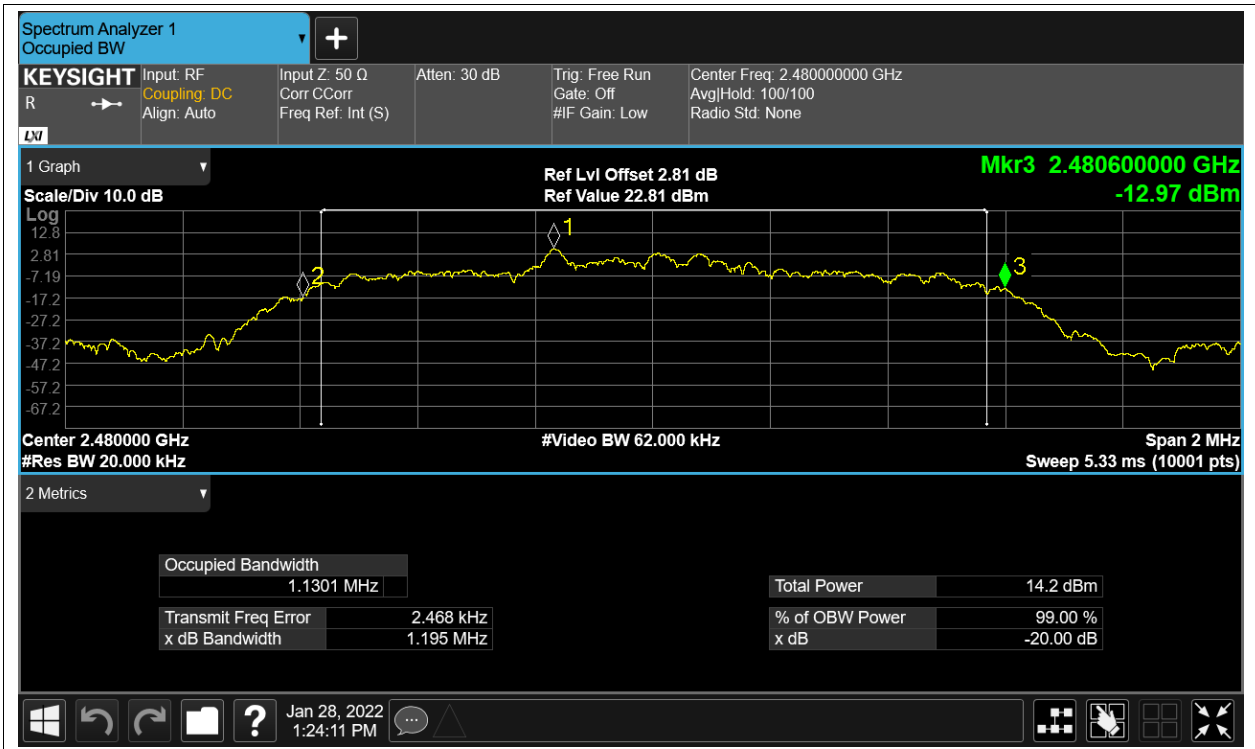 Spectrum Analyzer 1
Occupied BW
KEYSIGHT
R
LXI
Input: RF
Coupling: DC
Align: Auto
Input Z: 50 Ω
Corr CCorr
Freq Ref: Int (S)
Atten: 30 dB
Trig: Free Run
Gate: Off
#IF Gain: Low
Center Freq: 2.480000000 GHz
Avg|Hold: 100/100
Radio Std: None
1 Graph
Scale/Div 10.0 dB
Ref Lvl Offset 2.81 dB
Ref Value 22.81 dBm
Mkr3 2.480600000 GHz
-12.97 dBm
Log
12.8
2.81
-7.19
-17.2
-27.2
-37.2
-47.2
-57.2
-67.2
1
2
3
Center 2.480000 GHz
#Video BW 62.000 kHz
Span 2 MHz
#Res BW 20.000 kHz
Sweep 5.33 ms (10001 pts)
2 Metrics
Occupied Bandwidth
1.1301 MHz
Transmit Freq Error 2.468 kHz
x dB Bandwidth 1.195 MHz
Total Power 14.2 dBm
% of OBW Power 99.00 %
x dB -20.00 dB
?
Jan 28, 2022
1:24:11 PM